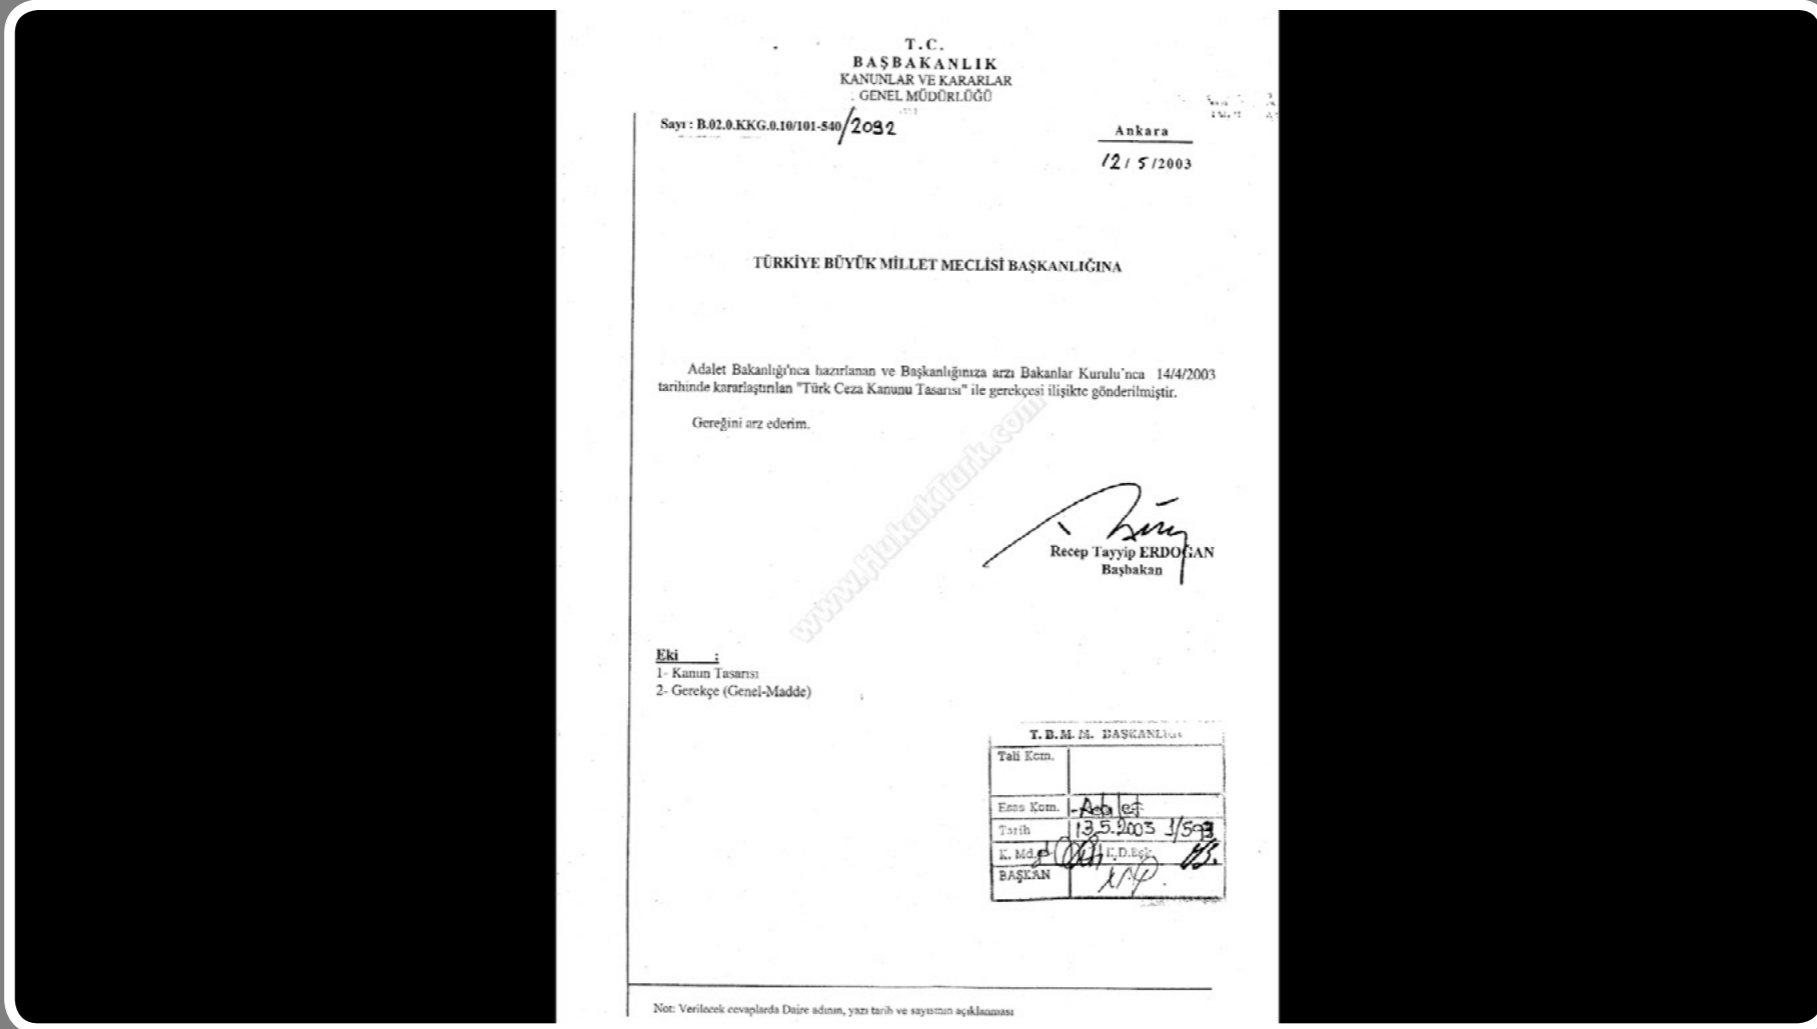 T.C.
BAŞBAKANLIK
KANUNLAR VE KARARLAR
GENEL MÜDÜRLÜĞÜ
Sayı : B.02.0.KKG.0.10/101-540/2092
Ankara
12/5/2003
TÜRKİYE BÜYÜK MİLLET MECLİSİ BAŞKANLIĞINA
Adalet Bakanlığı'nca hazırlanan ve Başkanlığınıza arzı Bakanlar Kurulu'nca 14/4/2003
tarihinde kararlaştırılan "Türk Ceza Kanunu Tasarısı" ile gerekçesi ilişikte gönderilmiştir.
Gereğini arz ederim.
www.HukukTurk.com
Recep Tayyip ERDOĞAN
Başbakan
Eki :
1- Kanun Tasarısı
2- Gerekçe (Genel-Madde)
T.B.M.M. BAŞKANLIĞI
Tali Kom.
Esas Kom. -Adalet
Tarih 13.5.2003 1/593
K. Md.
BAŞKAN
Not: Verilecek cevaplarda Daire adının, yazı tarih ve sayısının açıklanması